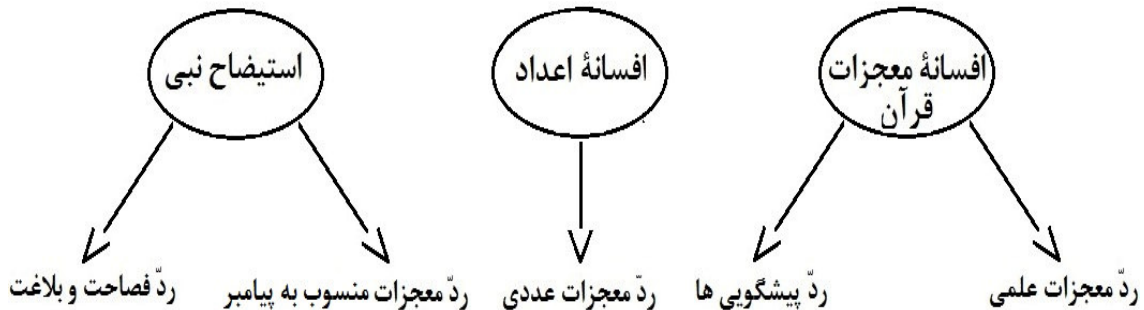 افسانهٔ معجزات
قرآن
افسانهٔ اعداد
استیضاح نبی
ردّ معجزات علمی
ردّ پیشگویی ها
ردّ معجزات عددی
ردّ معجزات منسوب به پیامبر
ردّ فصاحت و بلاغت